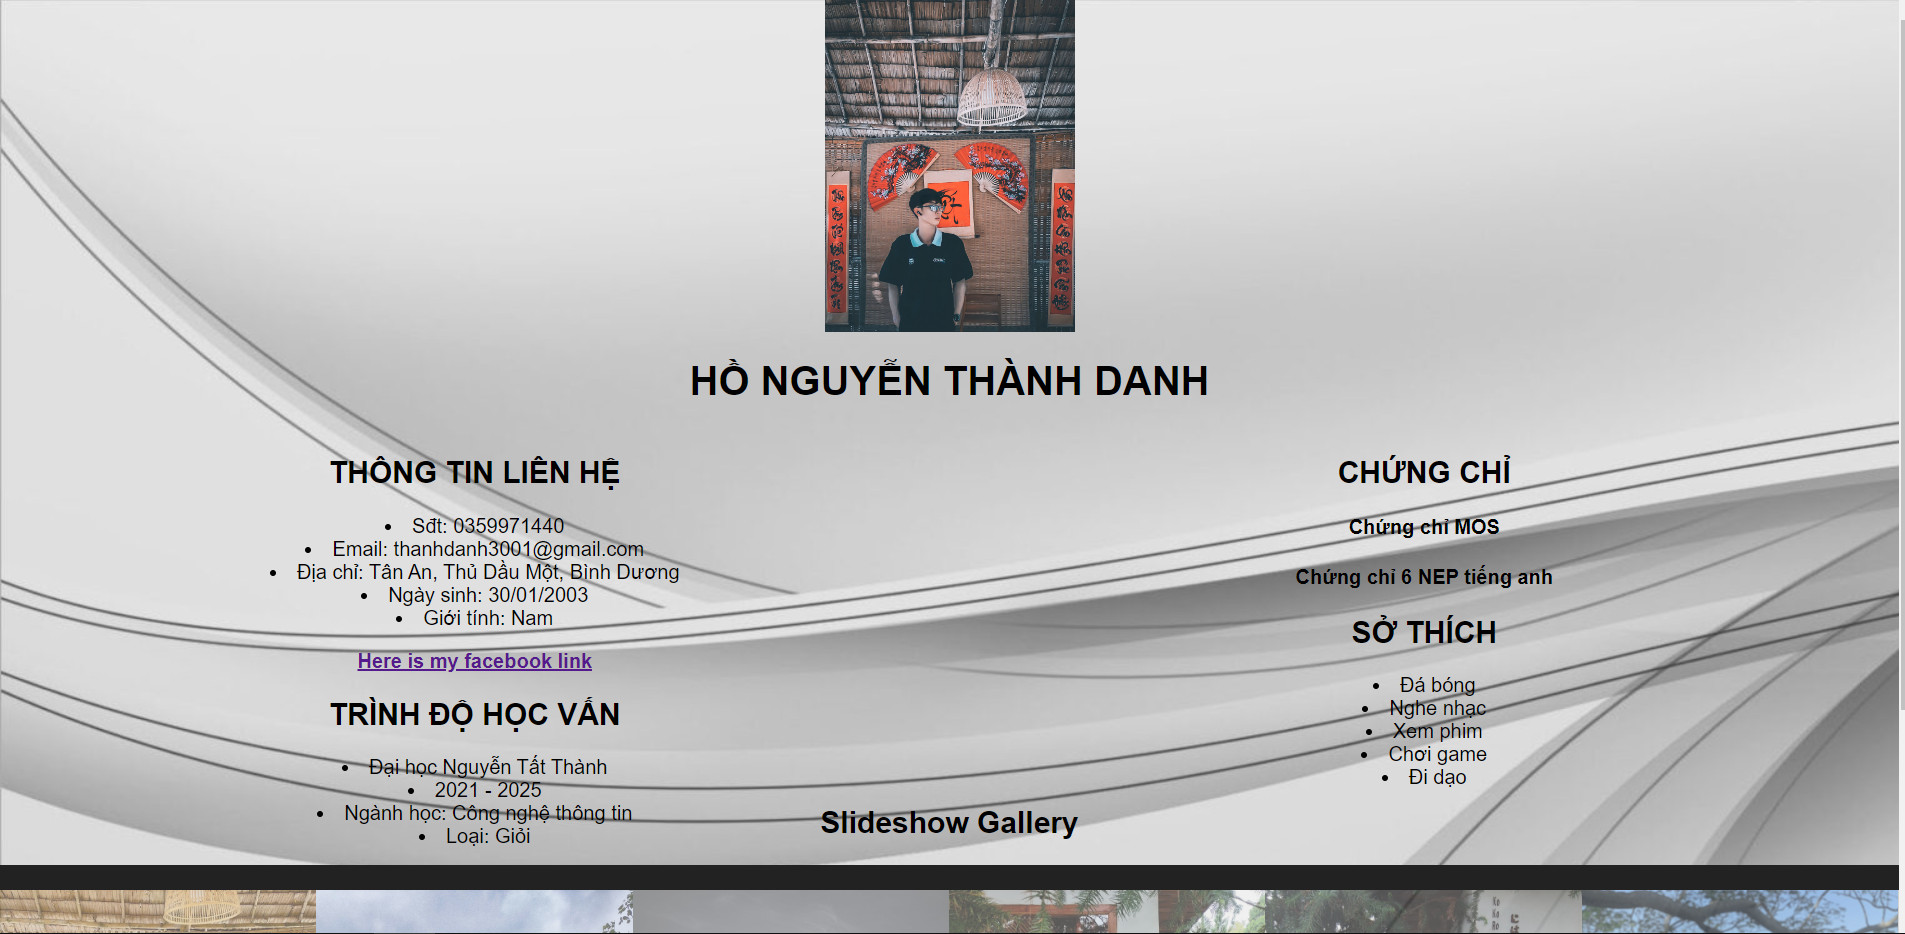 HỒ NGUYỄN THÀNH DANH
THÔNG TIN LIÊN HỆ
Sđt: 0359971440
Email: thanhdanh3001@gmail.com
Địa chỉ: Tân An, Thủ Dầu Một, Bình Dương
Ngày sinh: 30/01/2003
Giới tính: Nam
Here is my facebook link
TRÌNH ĐỘ HỌC VẤN
Đại học Nguyễn Tất Thành
2021 - 2025
Ngành học: Công nghệ thông tin
Loại: Giỏi
CHỨNG CHỈ
Chứng chỉ MOS
Chứng chỉ 6 NEP tiếng anh
SỞ THÍCH
Đá bóng
Nghe nhạc
Xem phim
Chơi game
Đi dạo
Slideshow Gallery